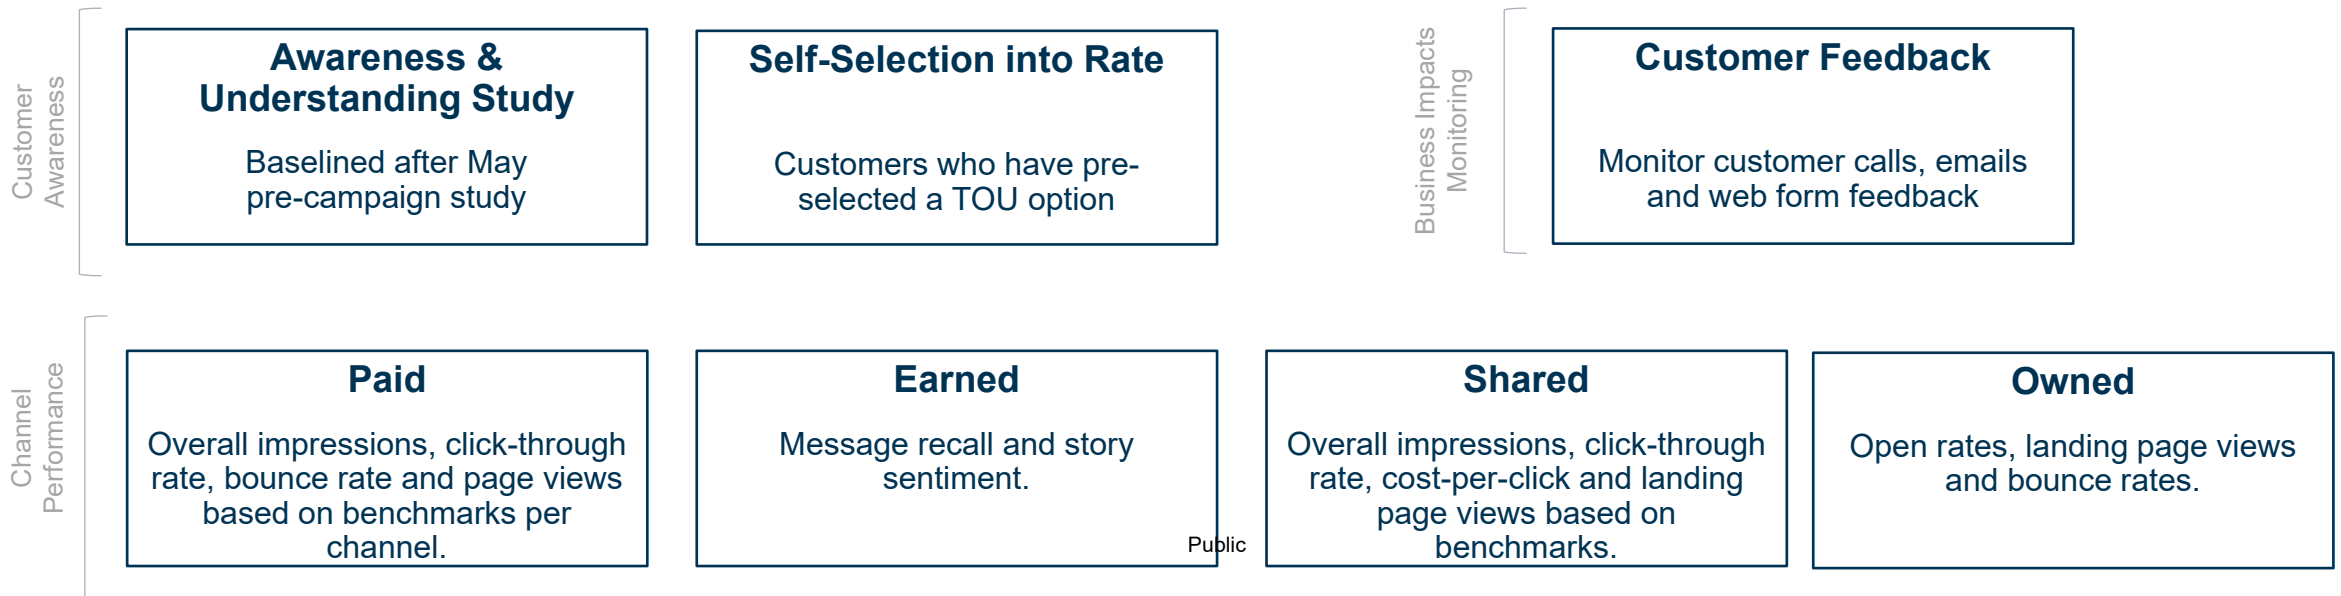 Customer
Awareness
Awareness &
Understanding Study
Baselined after May
pre-campaign study
Self-Selection into Rate
Customers who have pre-
selected a TOU option
Business Impacts
Monitoring
Customer Feedback
Monitor customer calls, emails
and web form feedback
Channel
Performance
Paid
Overall impressions, click-through
rate, bounce rate and page views
based on benchmarks per
channel.
Earned
Message recall and story
sentiment.
Public
Shared
Overall impressions, click-through
rate, cost-per-click and landing
page views based on
benchmarks.
Owned
Open rates, landing page views
and bounce rates.